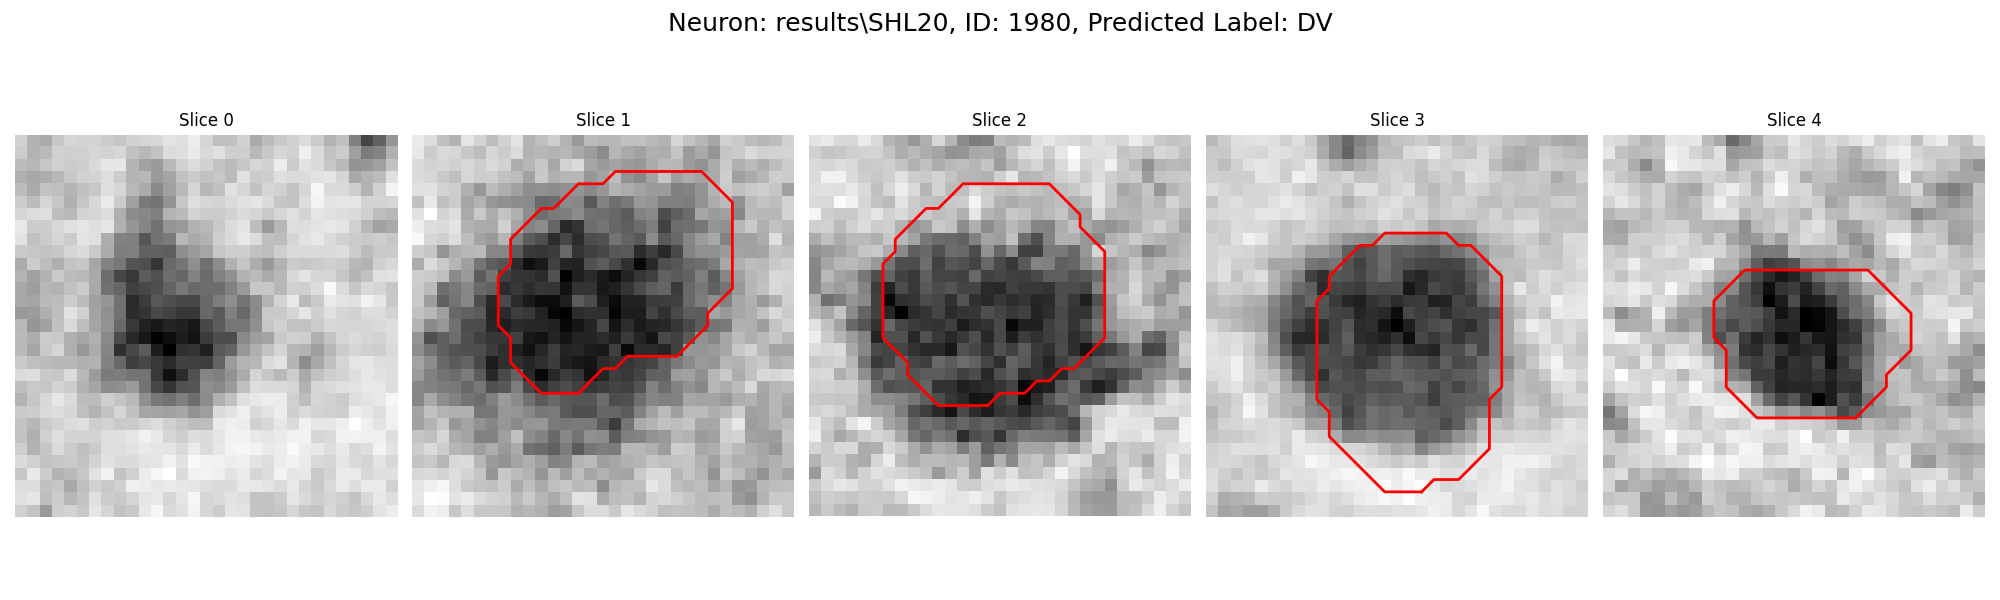 Neuron: results\SHL20, ID: 1980, Predicted Label: DV
Slice 0
Slice 1
Slice 2
Slice 3
Slice 4